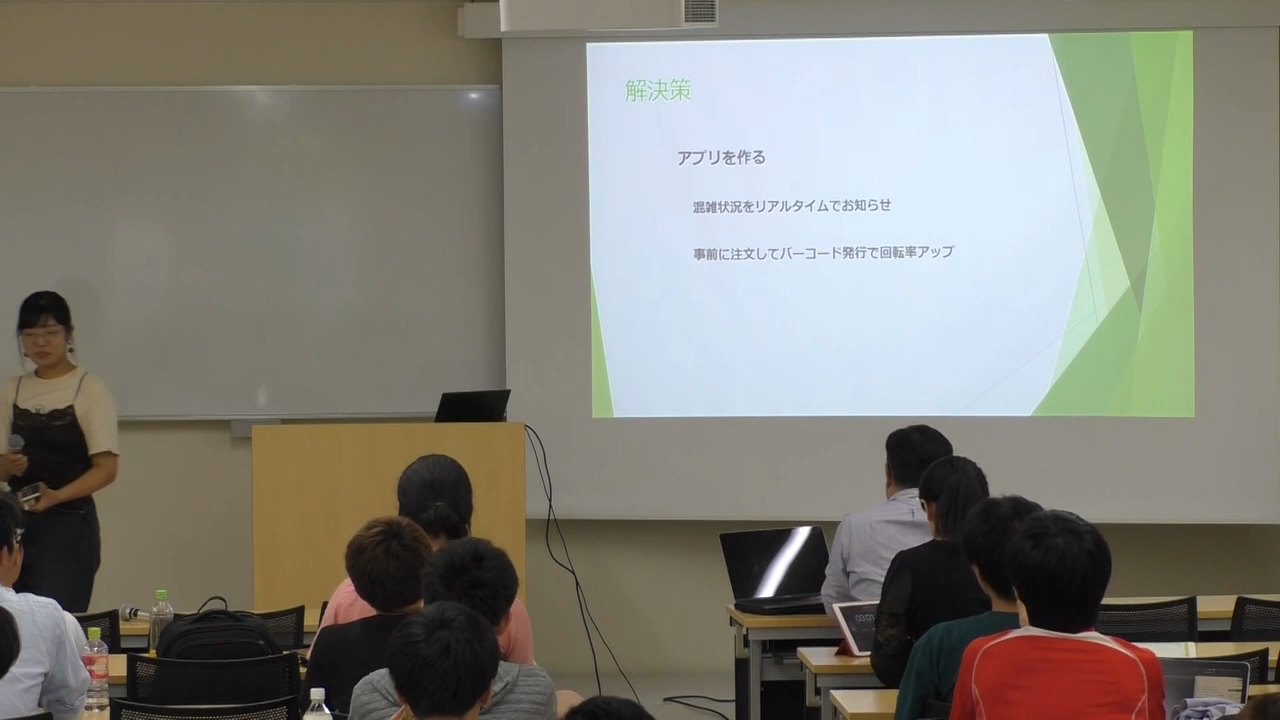 解決策
アプリを作る
混雑状況をリアルタイムでお知らせ
事前に注文してバーコード発行で回転率アップ